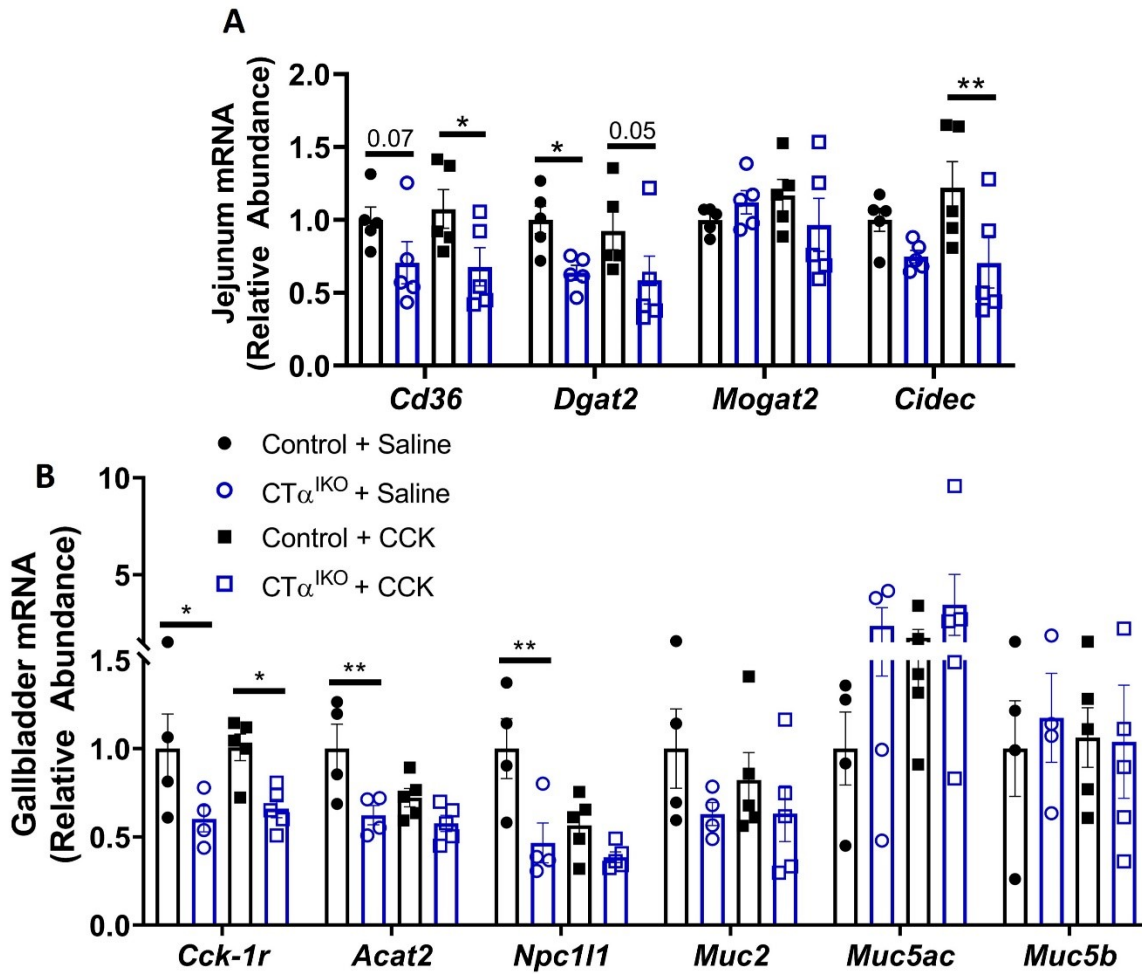 A
Jejunum mRNA
(Relative Abundance)
2.0
1.5
1.0
0.5
0.0
0.07
*
*
0.05
**
Cd36 Dgat2 Mogat2 Cidec
Control + Saline
CTα^IKO + Saline
Control + CCK
CTα^IKO + CCK
B
Gallbladder mRNA
(Relative Abundance)
10
5
1.5
1.0
0.5
0.0
*
*
**
**
Cck-1r Acat2 Npc1l1 Muc2 Muc5ac Muc5b